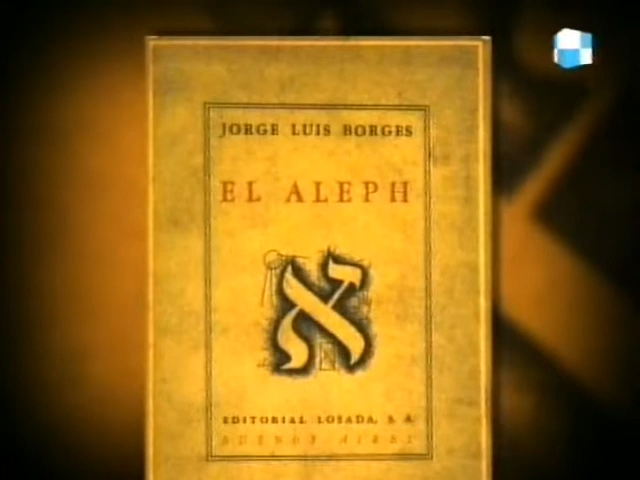 JORGE LUIS BORGES
EL ALEPH
א
EDITORIAL LOSADA, S. A.
BUENOS AIRES